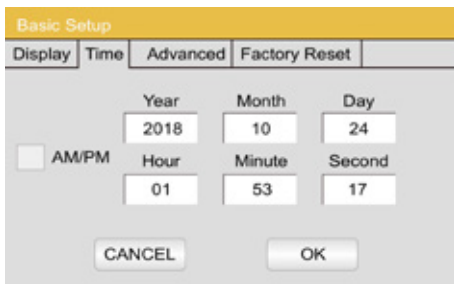 Basic Setup
Display Time Advanced Factory Reset
Year Month Day
2018 10 24
AM/PM Hour Minute Second
01 53 17
CANCEL OK